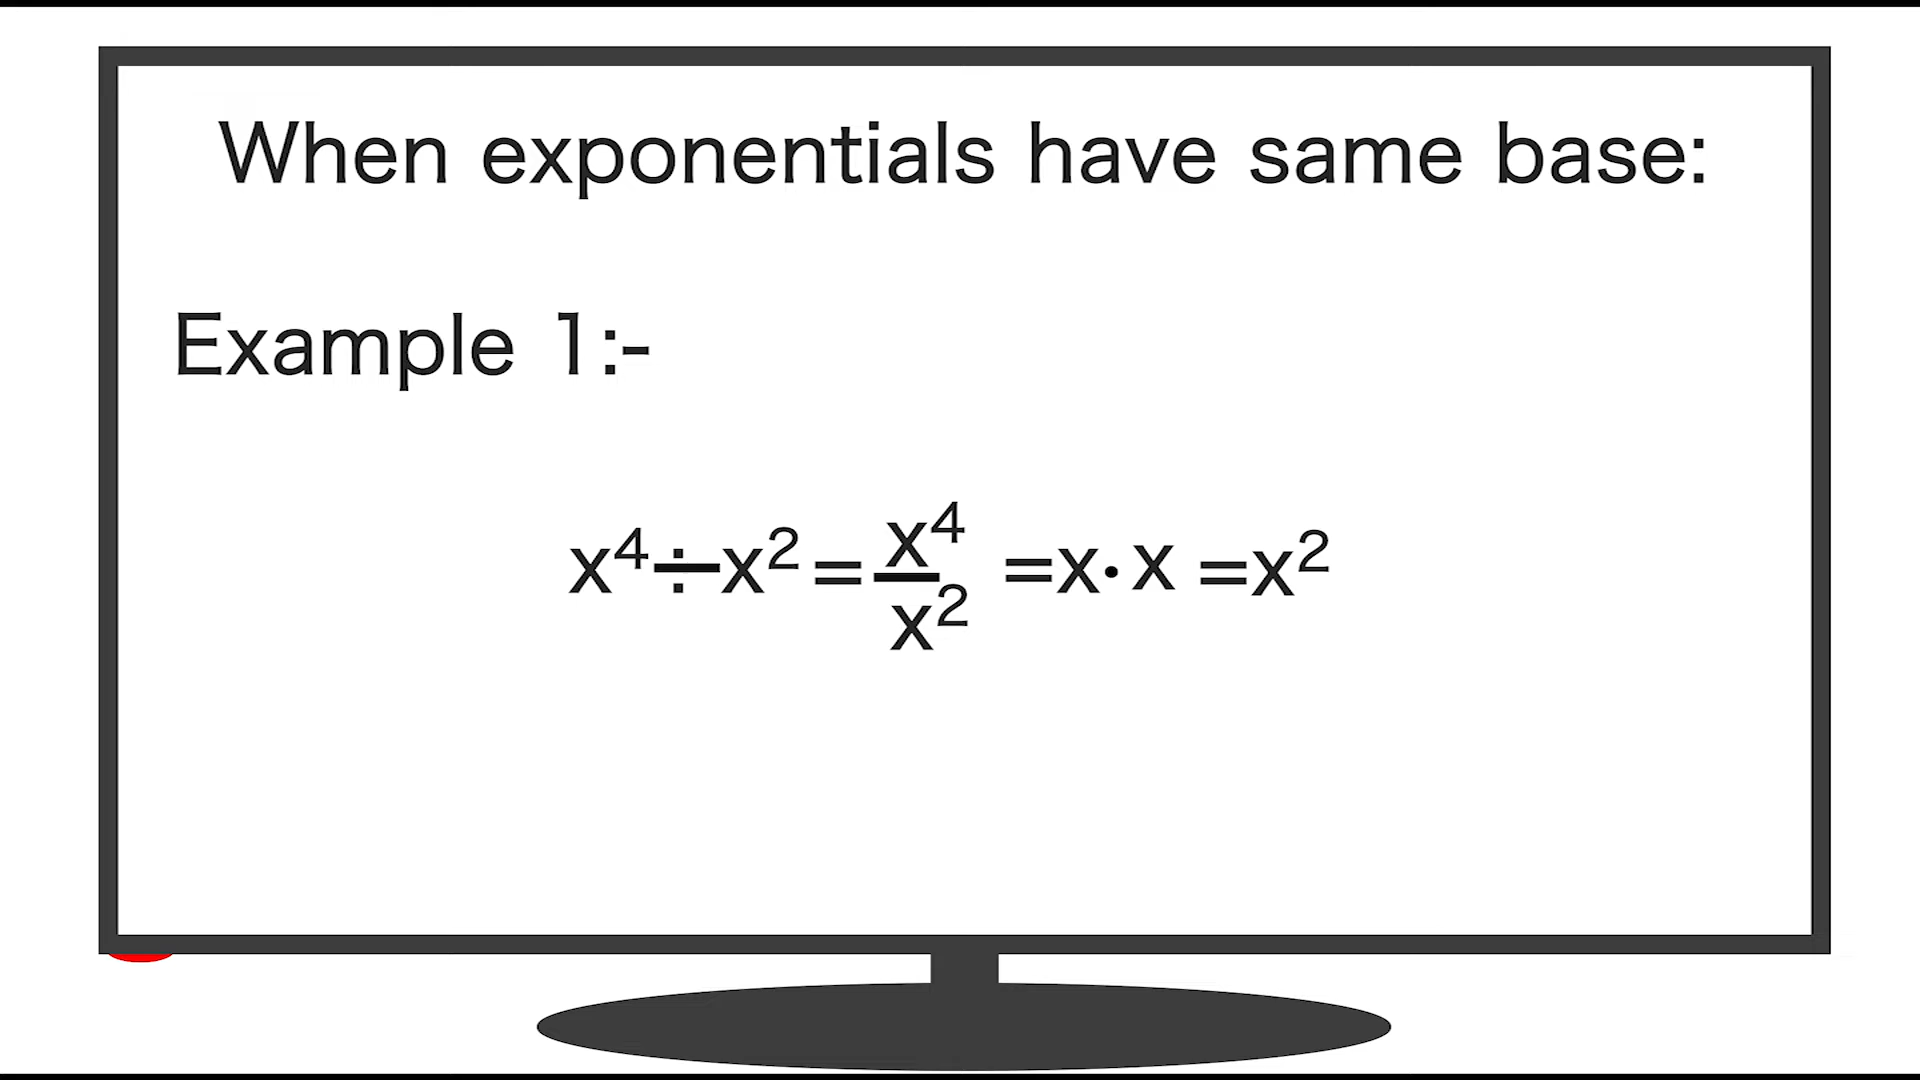 When exponentials have same base:
Example 1:-
x⁴÷x²=x⁴/x²=x·x=x²